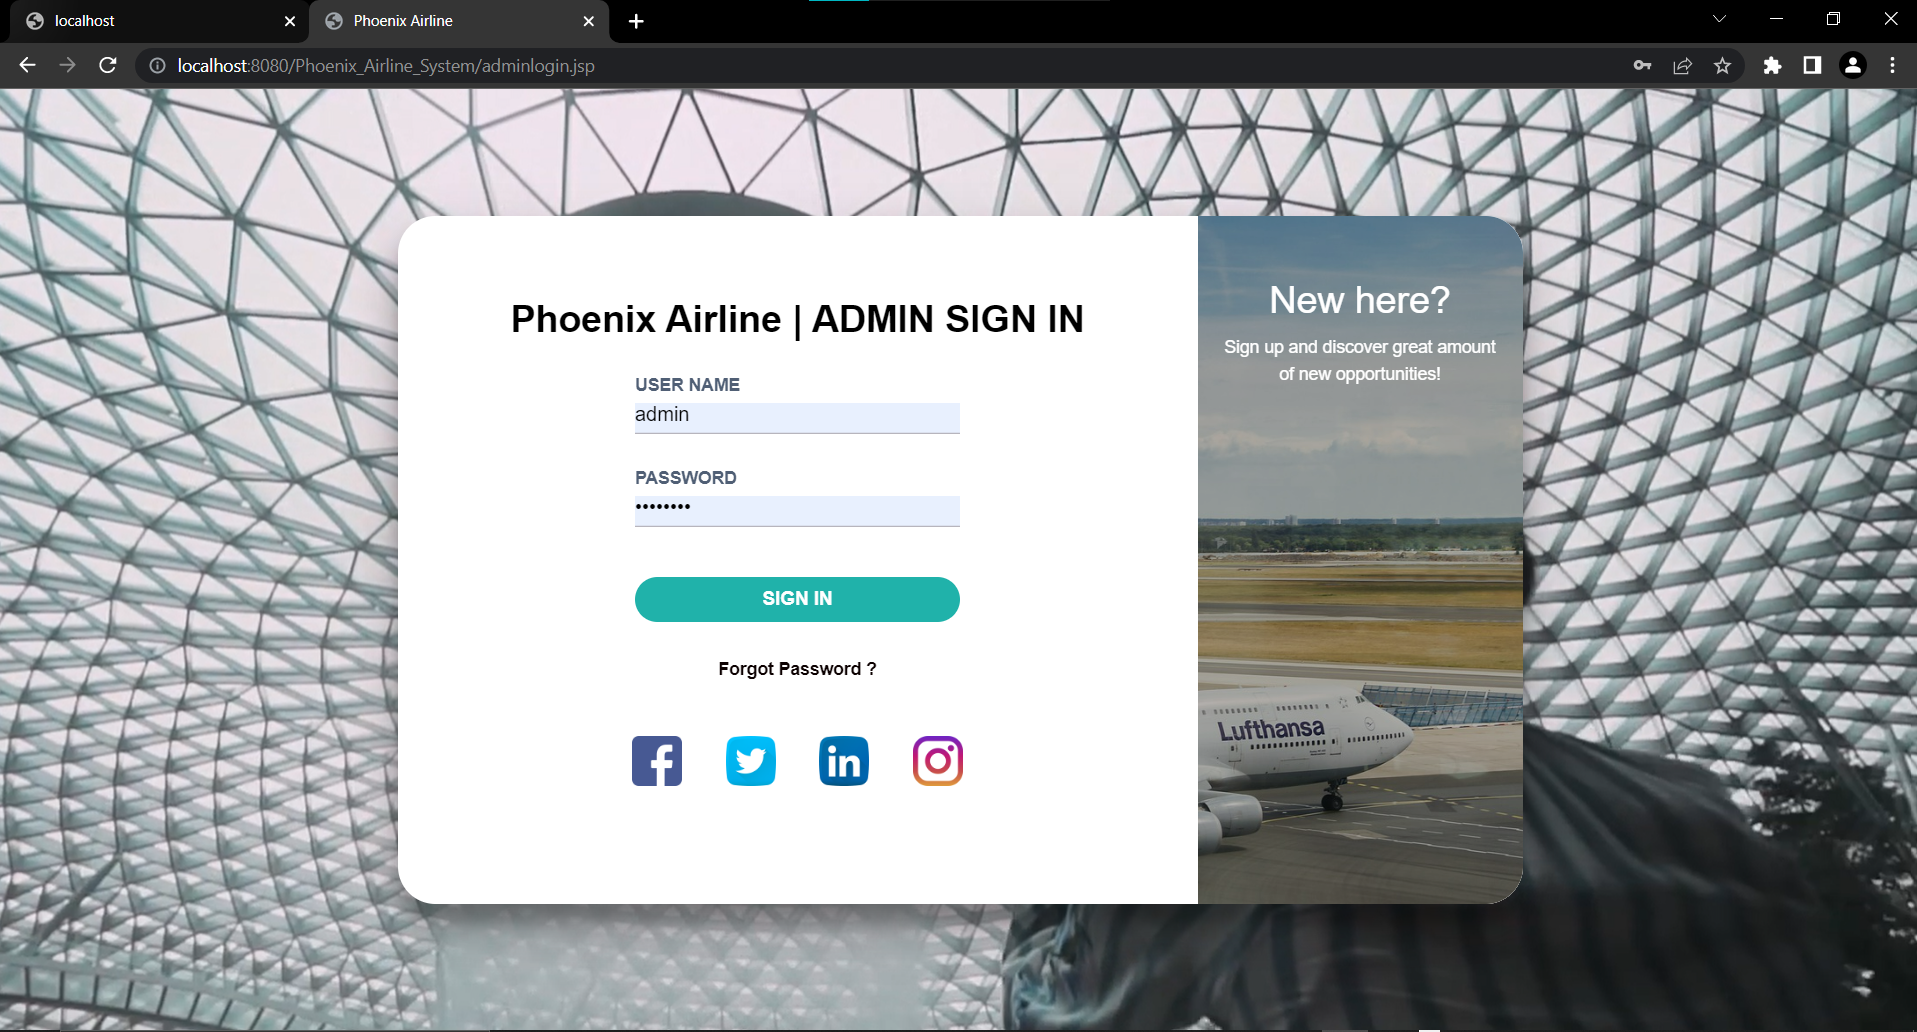 localhost
Phoenix Airline
localhost:8080/Phoenix_Airline_System/adminlogin.jsp
Phoenix Airline | ADMIN SIGN IN
USER NAME
admin
PASSWORD
••••••••
SIGN IN
Forgot Password ?
New here?
Sign up and discover great amount
of new opportunities!
Lufthansa